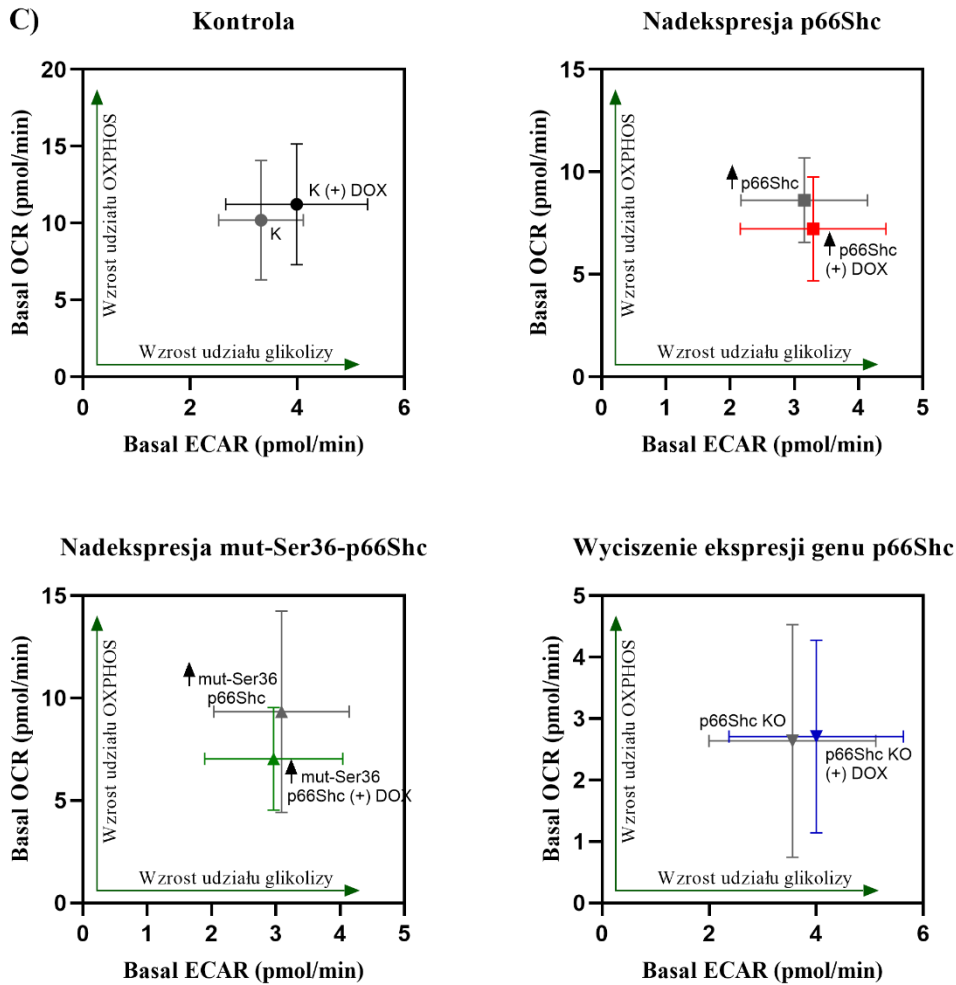 C)
Kontrola
Basal OCR (pmol/min)
20
15
10
5
0
Wzrost udziału OXPHOS
K (+) DOX
K
Wzrost udziału glikolizy
0 2 4 6
Basal ECAR (pmol/min)
Nadekspresja p66Shc
Basal OCR (pmol/min)
15
10
5
0
Wzrost udziału OXPHOS
p66Shc
p66Shc
(+) DOX
Wzrost udziału glikolizy
0 1 2 3 4 5
Basal ECAR (pmol/min)
Nadekspresja mut-Ser36-p66Shc
Basal OCR (pmol/min)
15
10
5
0
Wzrost udziału OXPHOS
mut-Ser36
p66Shc
mut-Ser36
p66Shc (+) DOX
Wzrost udziału glikolizy
0 1 2 3 4 5
Basal ECAR (pmol/min)
Wyciszenie ekspresji genu p66Shc
Basal OCR (pmol/min)
5
4
3
2
1
0
Wzrost udziału OXPHOS
p66Shc KO
p66Shc KO
(+) DOX
Wzrost udziału glikolizy
0 2 4 6
Basal ECAR (pmol/min)